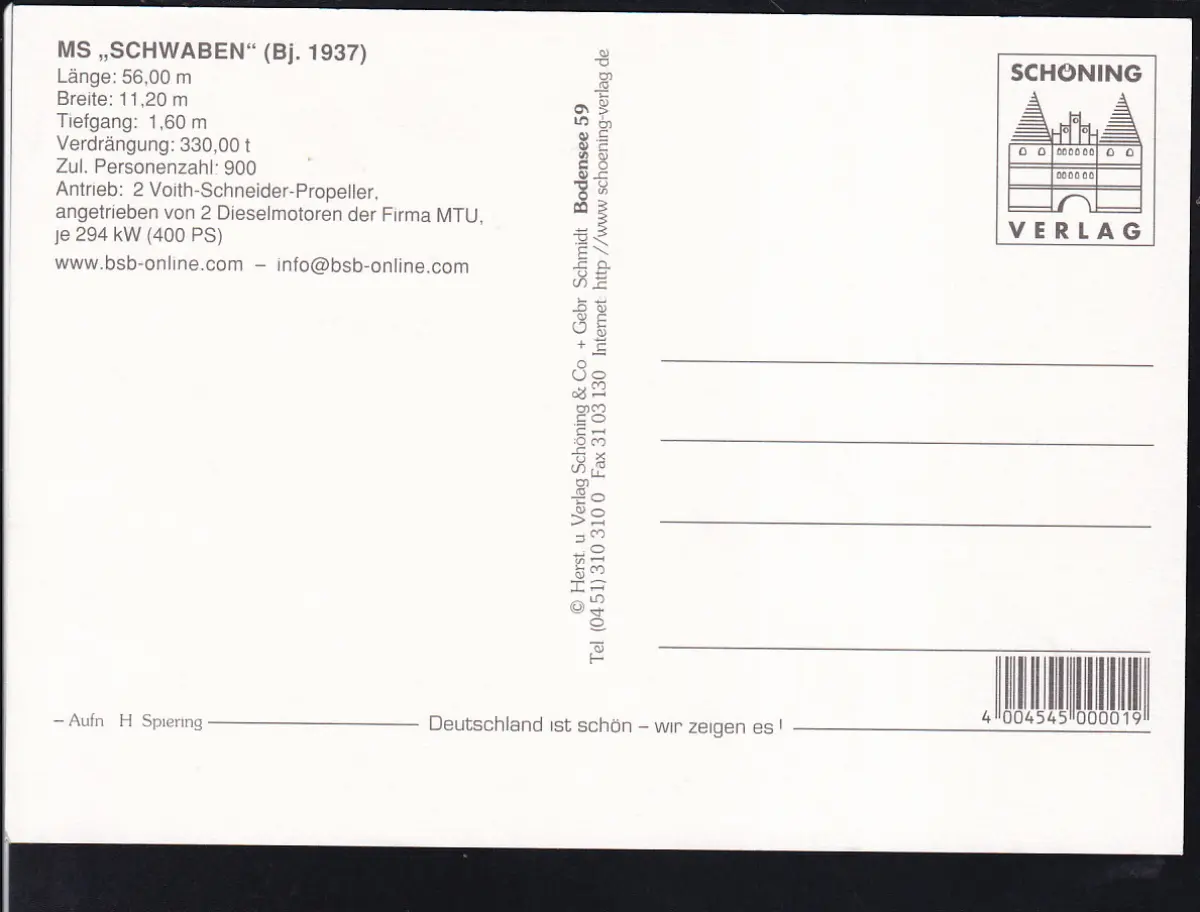 MS „SCHWABEN“ (Bj. 1937)
Länge: 56,00 m
Breite: 11,20 m
Tiefgang: 1,60 m
Verdrängung: 330,00 t
Zul. Personenzahl: 900
Antrieb: 2 Voith-Schneider-Propeller,
angetrieben von 2 Dieselmotoren der Firma MTU,
je 294 kW (400 PS)
www.bsb-online.com – info@bsb-online.com
© Herst. u Verlag Schöning & Co + Gebr Schmidt Bodensee 59
Tel (04 51) 310 310 0 Fax 31 03 130 Internet http //www schoening-verlag de
SCHÖNING
VERLAG
– Aufn H Spiering
Deutschland ist schön – wir zeigen es !
4 004545 000019